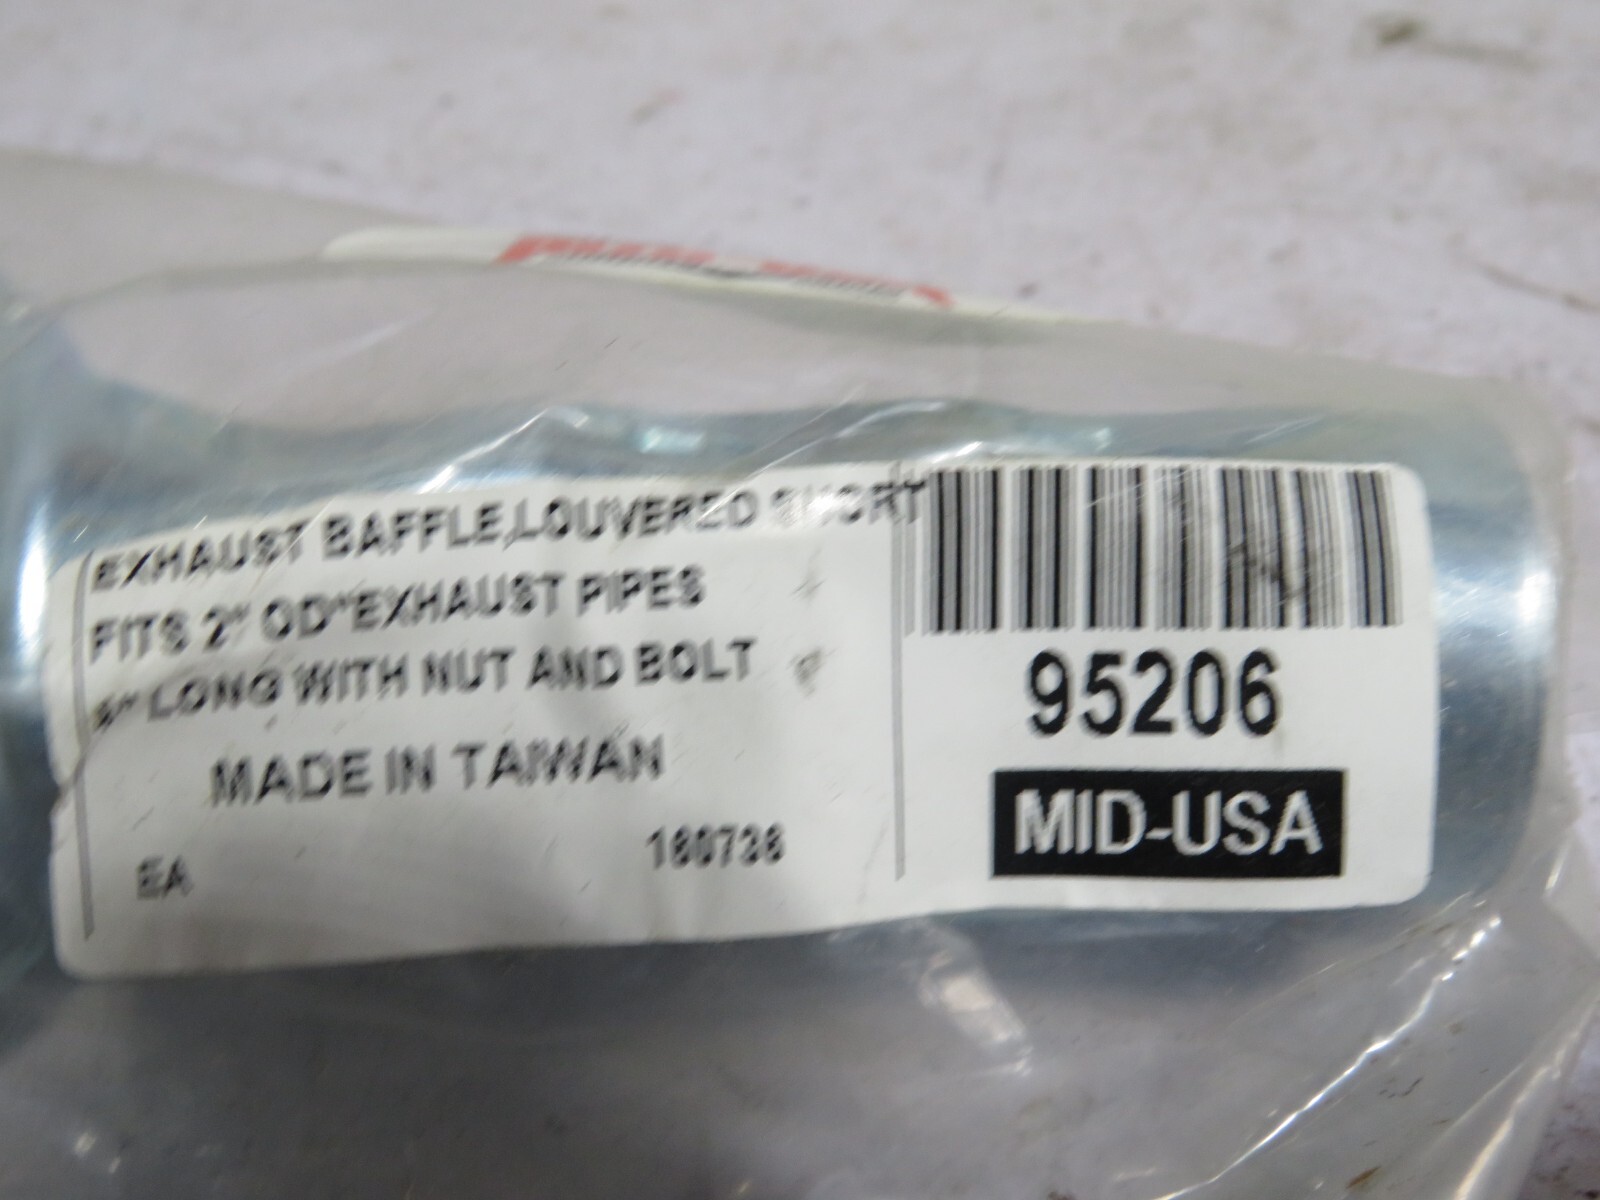 EXHAUST BAFFLE,LOUVERED SHORT
FITS 2" OD"EXHAUST PIPES
LONG WITH NUT AND BOLT
MADE IN TAIWAN
EA
95206
MID-USA